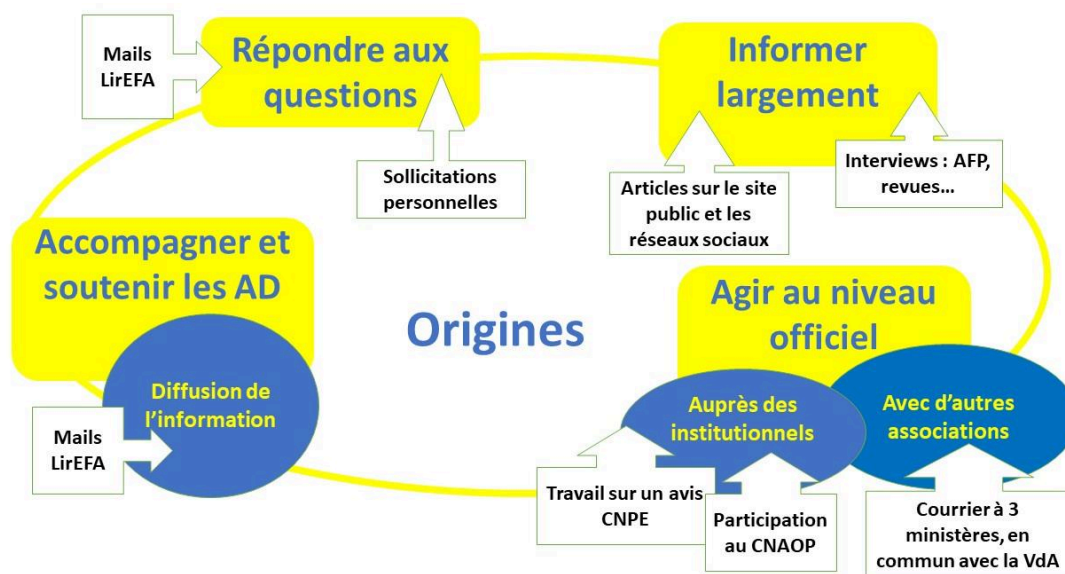 Mails
LirEFA
Répondre aux
questions
Sollicitations
personnelles
Informer
largement
Articles sur le site
public et les
réseaux sociaux
Interviews : AFP,
revues...
Accompagner et
soutenir les AD
Diffusion de
l'information
Mails
LirEFA
Origines
Agir au niveau
officiel
Auprès des
institutionnels
Avec d'autres
associations
Travail sur un avis
CNPE
Participation
au CNAOP
Courrier à 3
ministères, en
commun avec la VdA